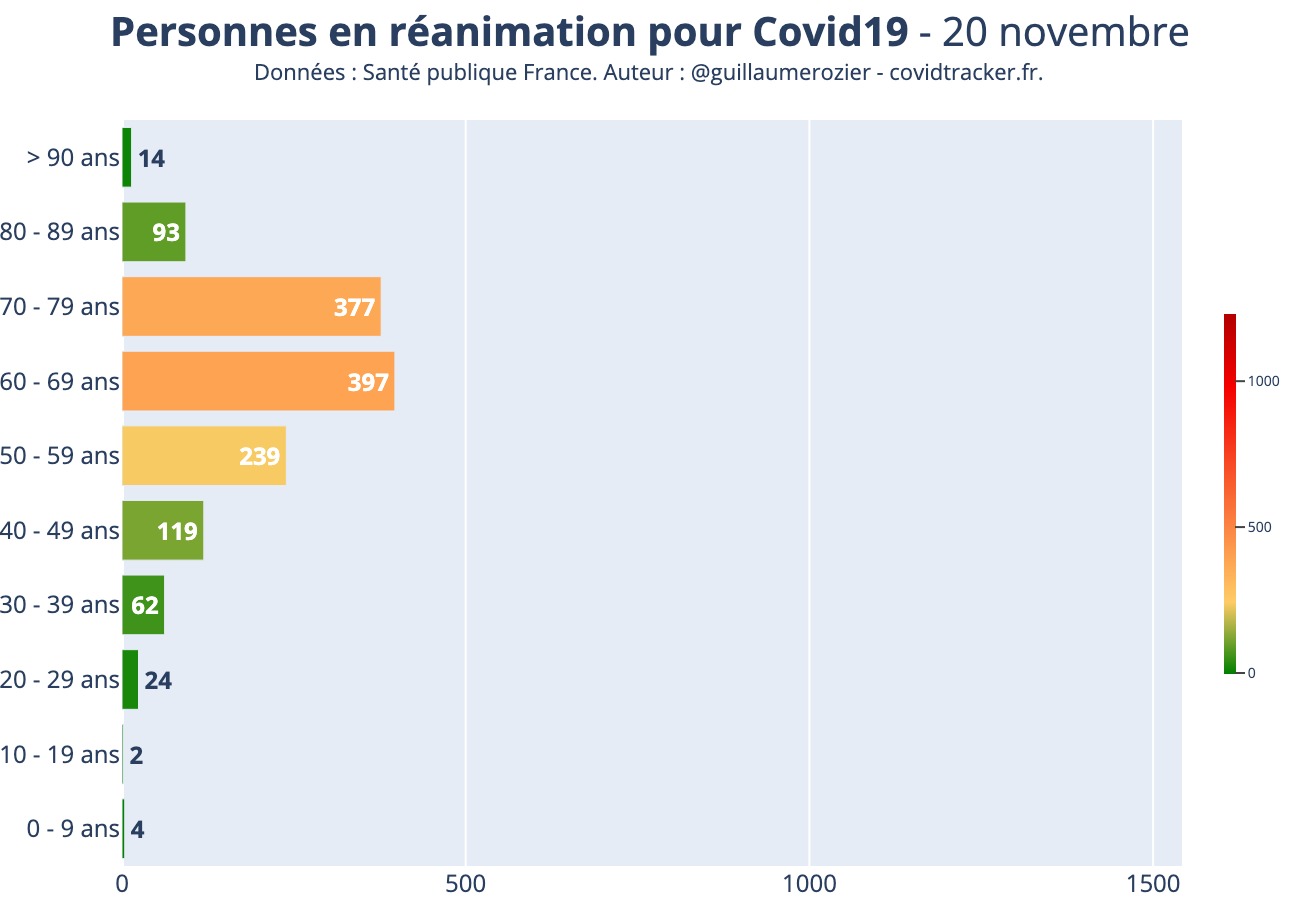 Personnes en réanimation pour Covid19 - 20 novembre
Données : Santé publique France. Auteur : @guillaumerozier - covidtracker.fr.
> 90 ans 14
80 - 89 ans 93
70 - 79 ans 377
60 - 69 ans 397
50 - 59 ans 239
40 - 49 ans 119
30 - 39 ans 62
20 - 29 ans 24
10 - 19 ans 2
0 - 9 ans 4
0 500 1000 1500
1000
500
0